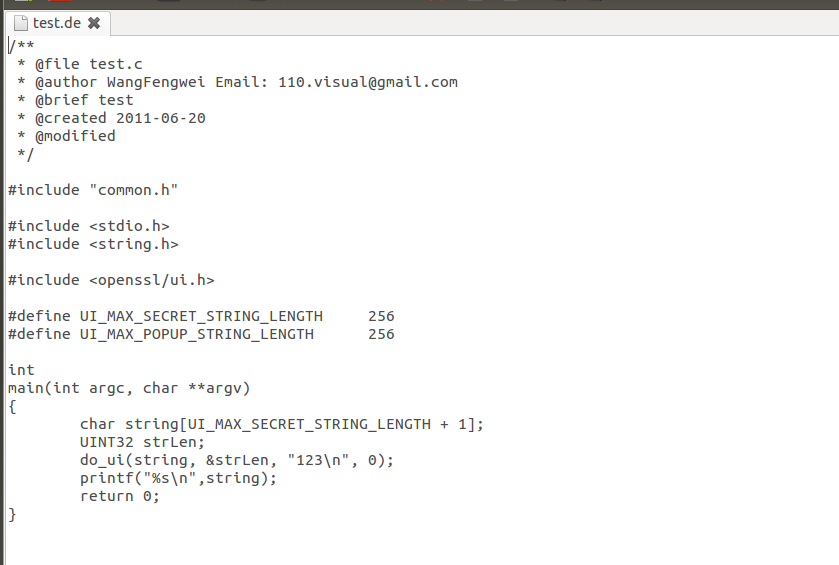 test.de
/**
 * @file test.c
 * @author WangFengwei Email: 110.visual@gmail.com
 * @brief test
 * @created 2011-06-20
 * @modified
 */
#include "common.h"
#include <stdio.h>
#include <string.h>
#include <openssl/ui.h>
#define UI_MAX_SECRET_STRING_LENGTH     256
#define UI_MAX_POPUP_STRING_LENGTH      256
int
main(int argc, char **argv)
{
        char string[UI_MAX_SECRET_STRING_LENGTH + 1];
        UINT32 strLen;
        do_ui(string, &strLen, "123\n", 0);
        printf("%s\n",string);
        return 0;
}